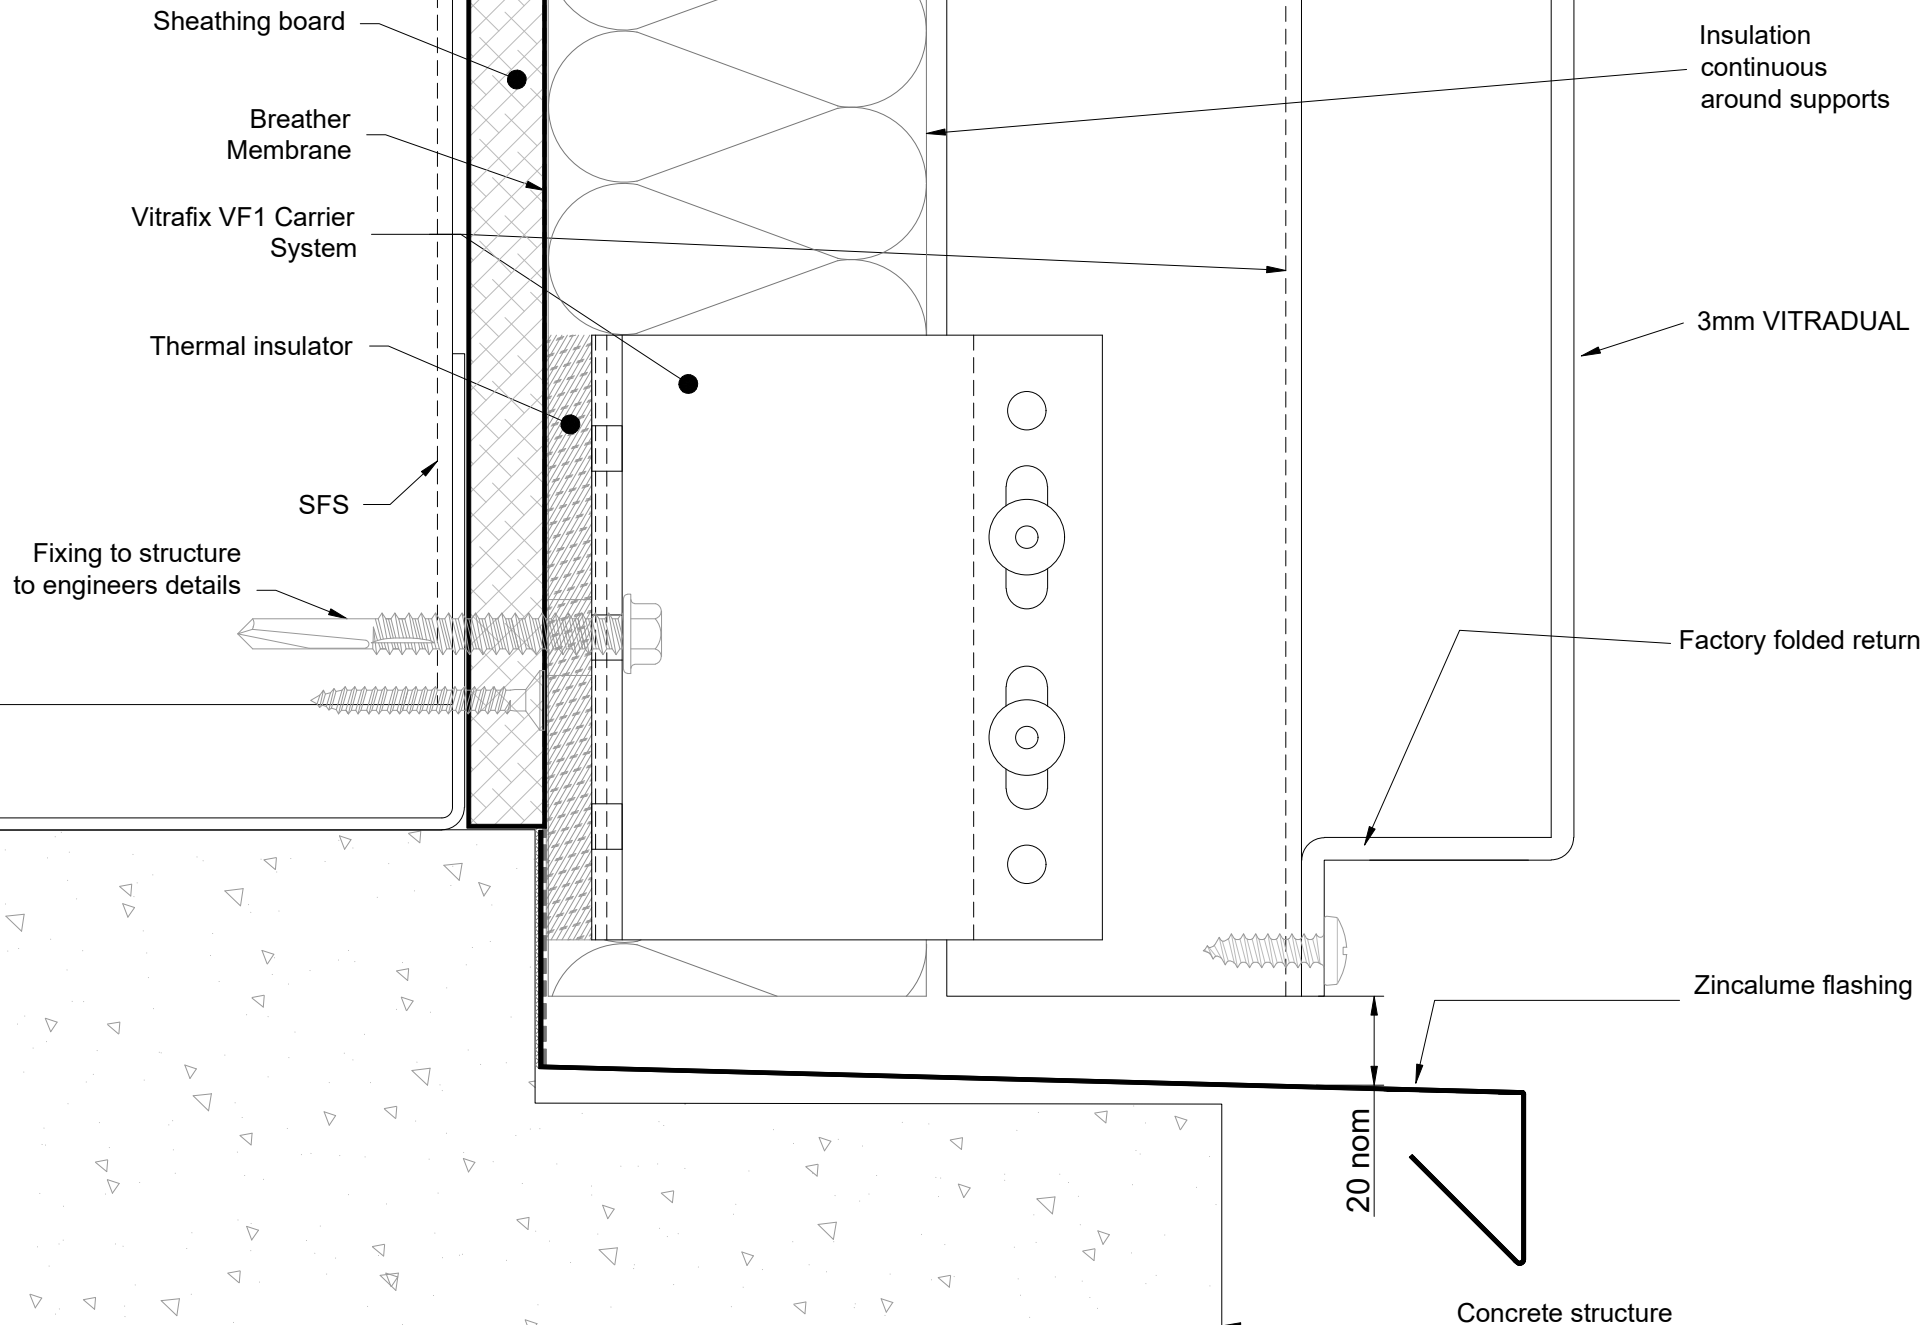 Sheathing board
Breather
Membrane
Vitrafix VF1 Carrier
System
Thermal insulator
SFS
Fixing to structure
to engineers details
Insulation
continuous
around supports
3mm VITRADUAL
Factory folded return
Zincalume flashing
20 nom
Concrete structure